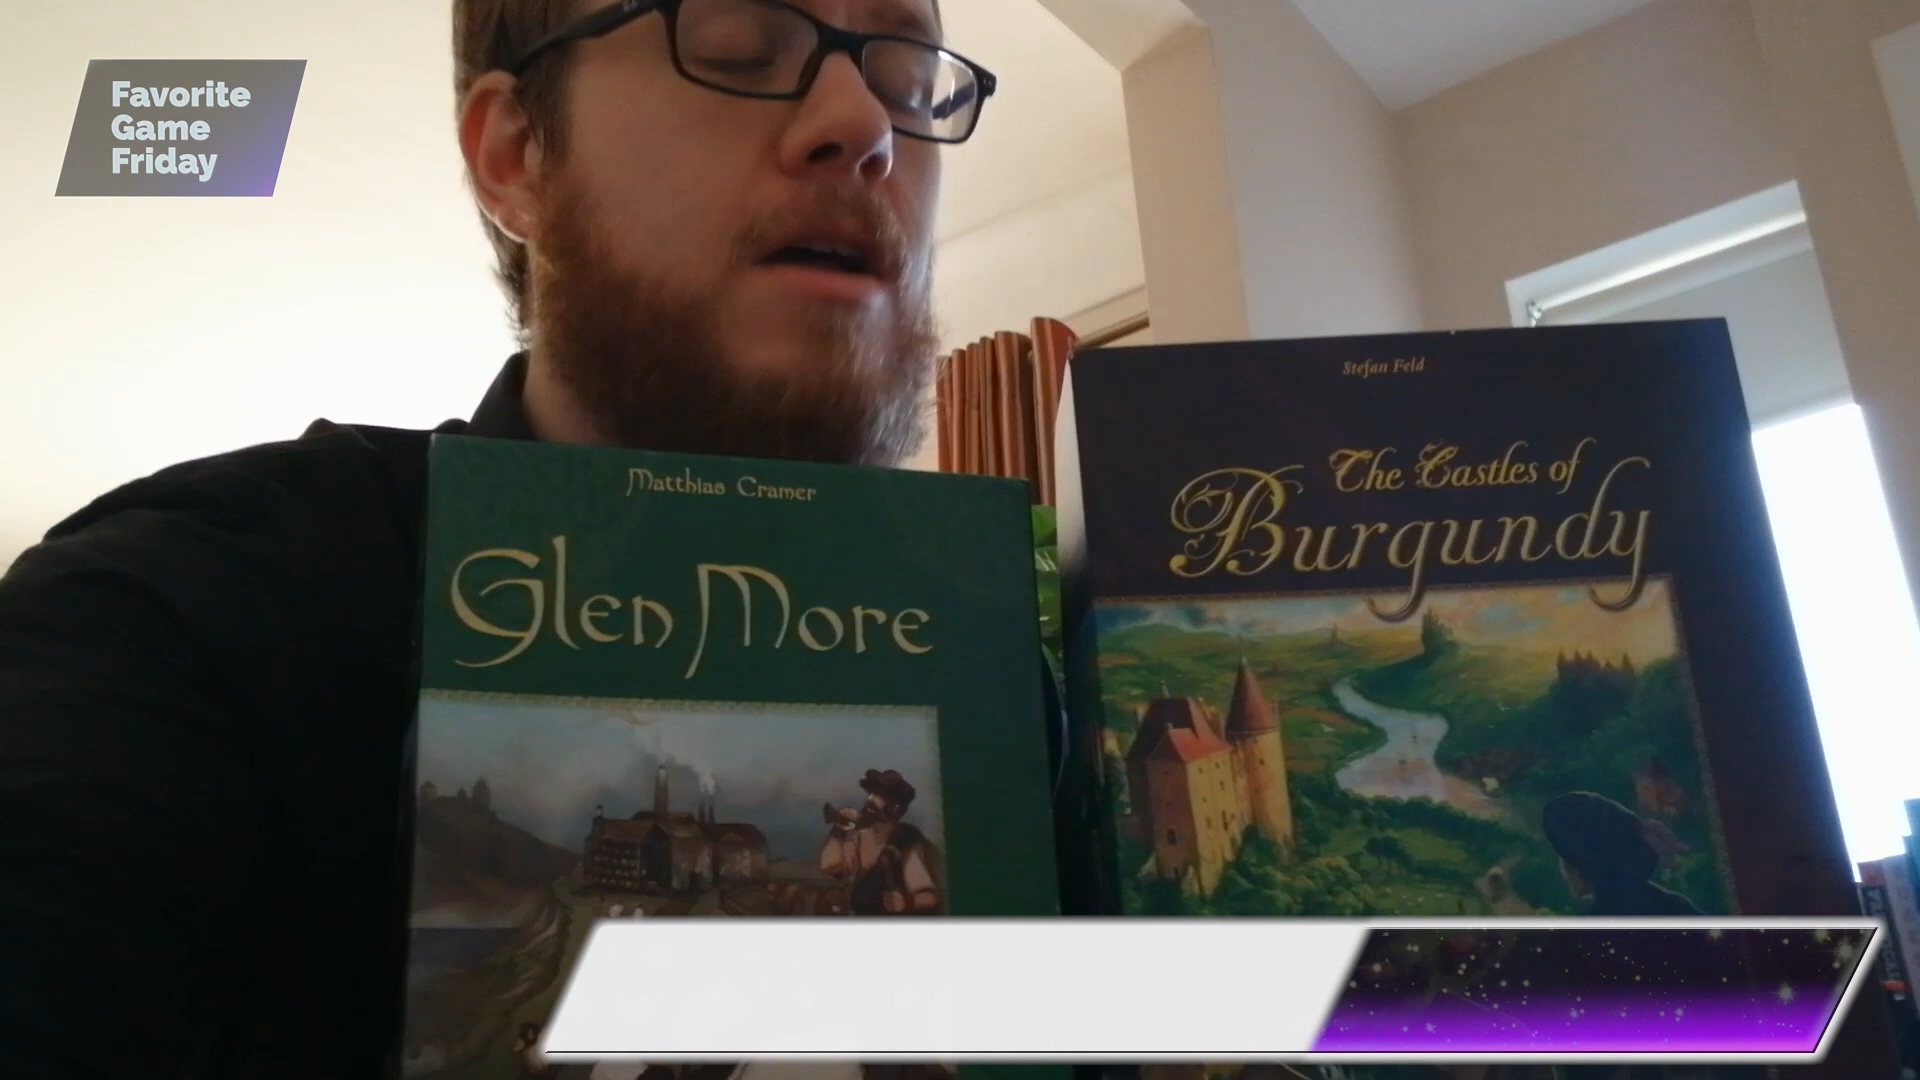 Favorite
Game
Friday
Stefan Feld
The Castles of
Burgundy
Matthias Cramer
Glen More